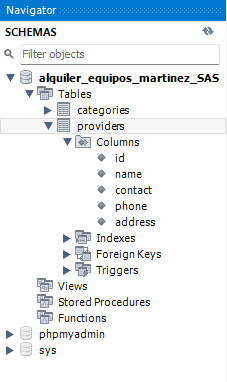 Navigator
SCHEMAS
Filter objects
alquiler_equipos_martinez_SAS
Tables
categories
providers
Columns
id
name
contact
phone
address
Indexes
Foreign Keys
Triggers
Views
Stored Procedures
Functions
phpmyadmin
sys